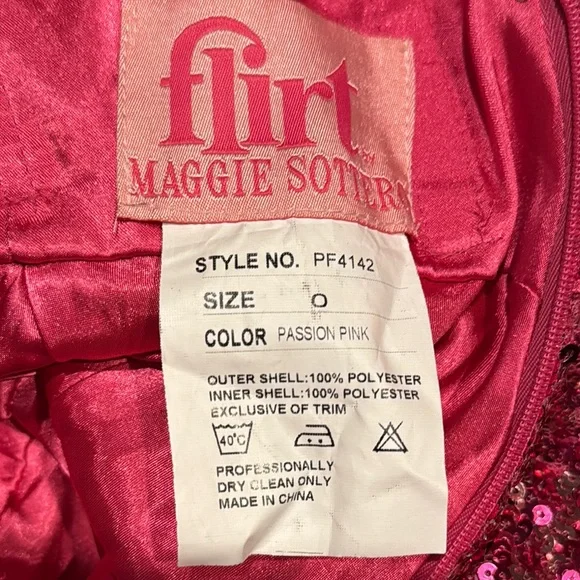 flirt
MAGGIE SOTTERO
STYLE NO. PF4142
SIZE 0
COLOR PASSION PINK
OUTER SHELL:100% POLYESTER
INNER SHELL:100% POLYESTER
EXCLUSIVE OF TRIM
40°C
PROFESSIONALLY
DRY CLEAN ONLY
MADE IN CHINA